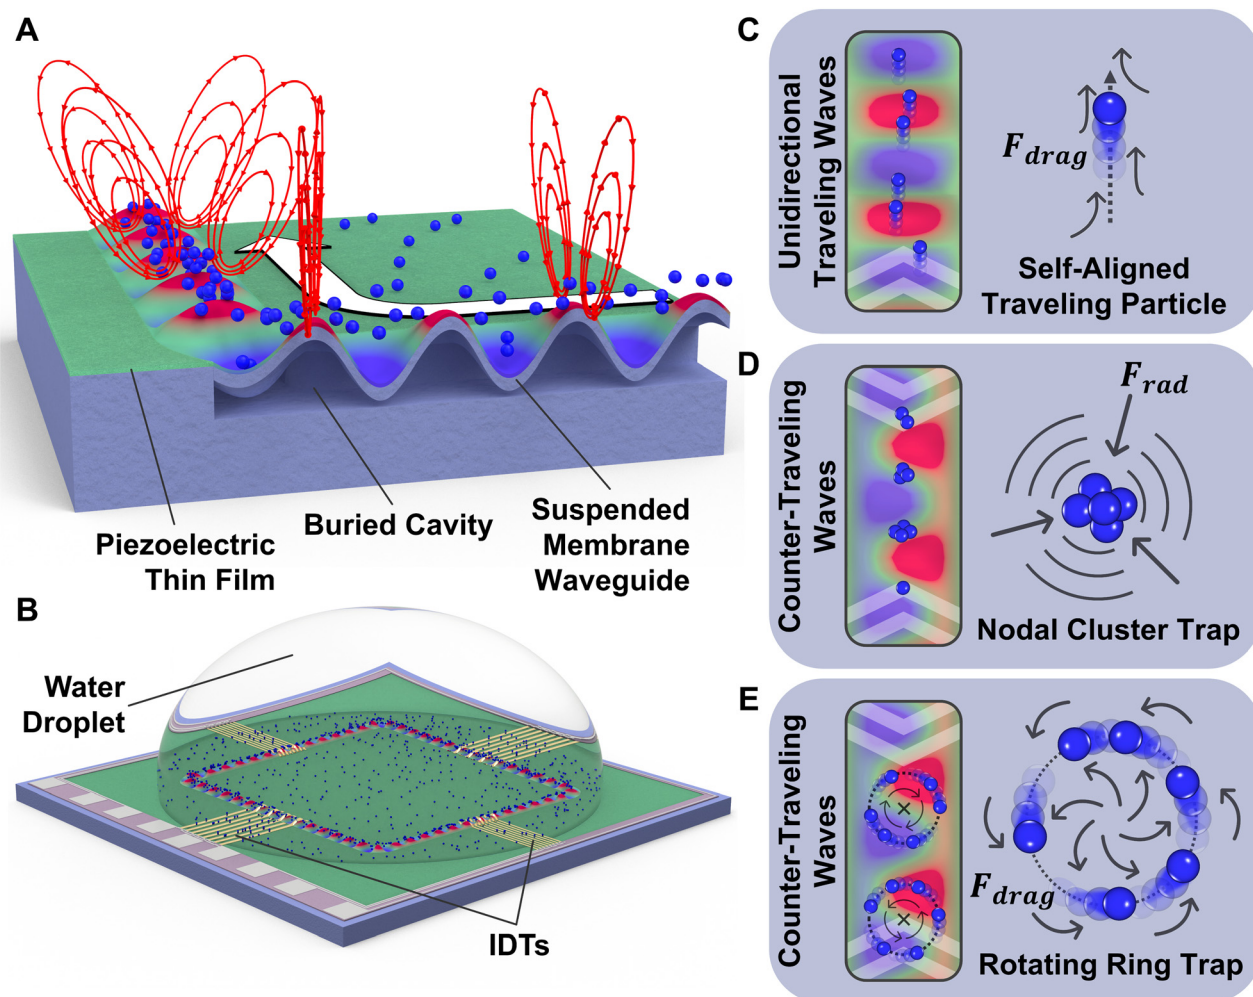 A
Piezoelectric
Thin Film
Buried Cavity
Suspended
Membrane
Waveguide
B
Water
Droplet
IDTs
C
Unidirectional
Traveling Waves
F_drag
Self-Aligned
Traveling Particle
D
Counter-Traveling
Waves
F_rad
Nodal Cluster Trap
E
Counter-Traveling
Waves
F_drag
Rotating Ring Trap